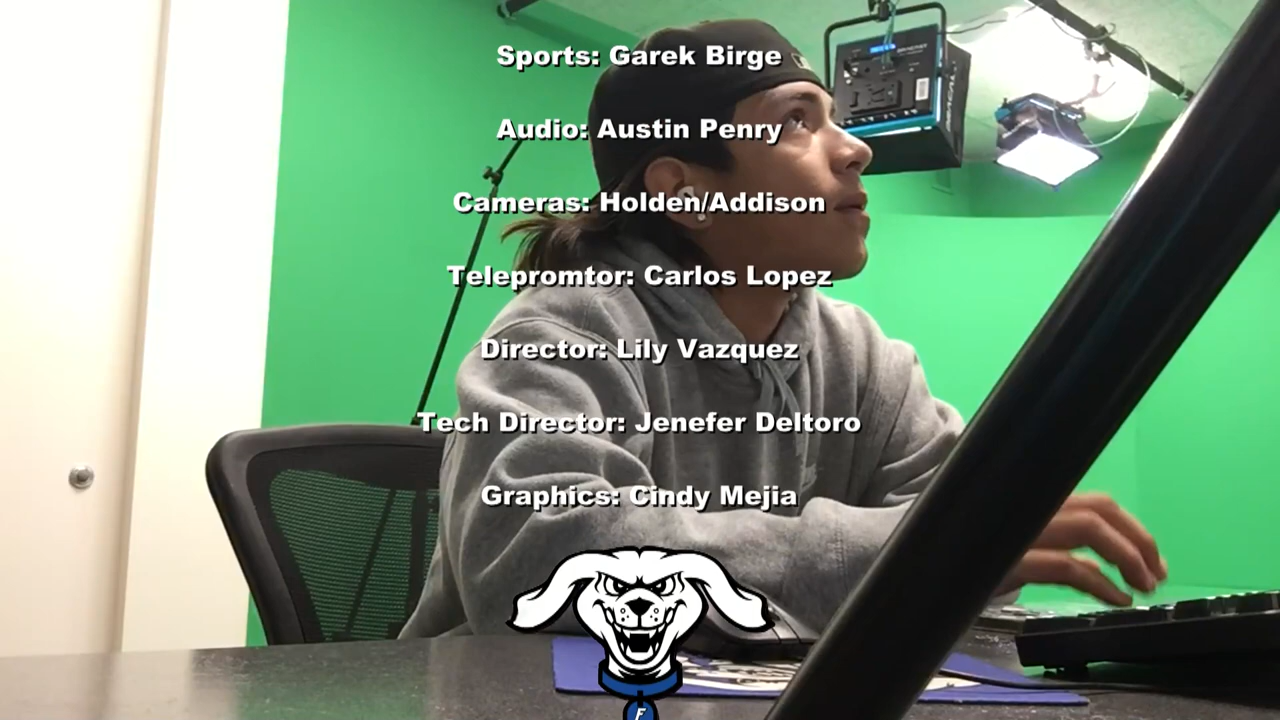 Sports: Garek Birge
Audio: Austin Penry
Cameras: Holden/Addison
Telepromtor: Carlos Lopez
Director: Lily Vazquez
Tech Director: Jenefer Deltoro
Graphics: Cindy Mejia
F